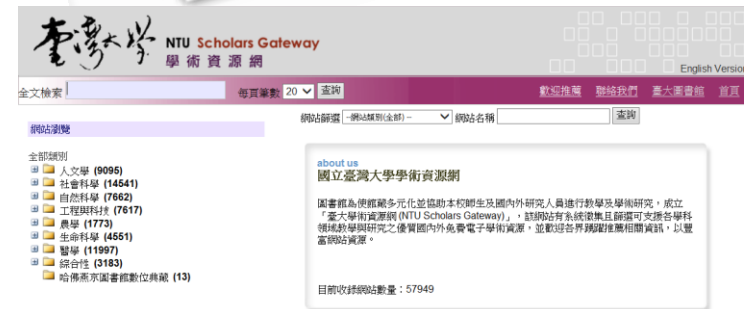 臺灣大學 NTU Scholars Gateway
學術資源網
English Version
全文檢索 每頁筆數 20 查詢 歡迎推薦 聯絡我們 臺大圖書館 首頁
網站篩選 --網站類別(全部) -- 網站名稱 查詢
網站瀏覽
全部類別
人文學 (9095)
社會科學 (14541)
自然科學 (7662)
工程與科技 (7617)
農學 (1773)
生命科學 (4551)
醫學 (11997)
綜合性 (3183)
哈佛燕京圖書館數位典藏 (13)
about us
國立臺灣大學學術資源網
圖書館為使館藏多元化並協助本校師生及國內外研究人員進行教學及學術研究，成立
「臺大學術資源網 (NTU Scholars Gateway)」，該網站有系統徵集且篩選可支援各學科
領域教學與研究之優質國內外免費電子學術資源，並歡迎各界踴躍推薦相關資訊，以豐
富網站資源。
目前收錄網站數量：57949